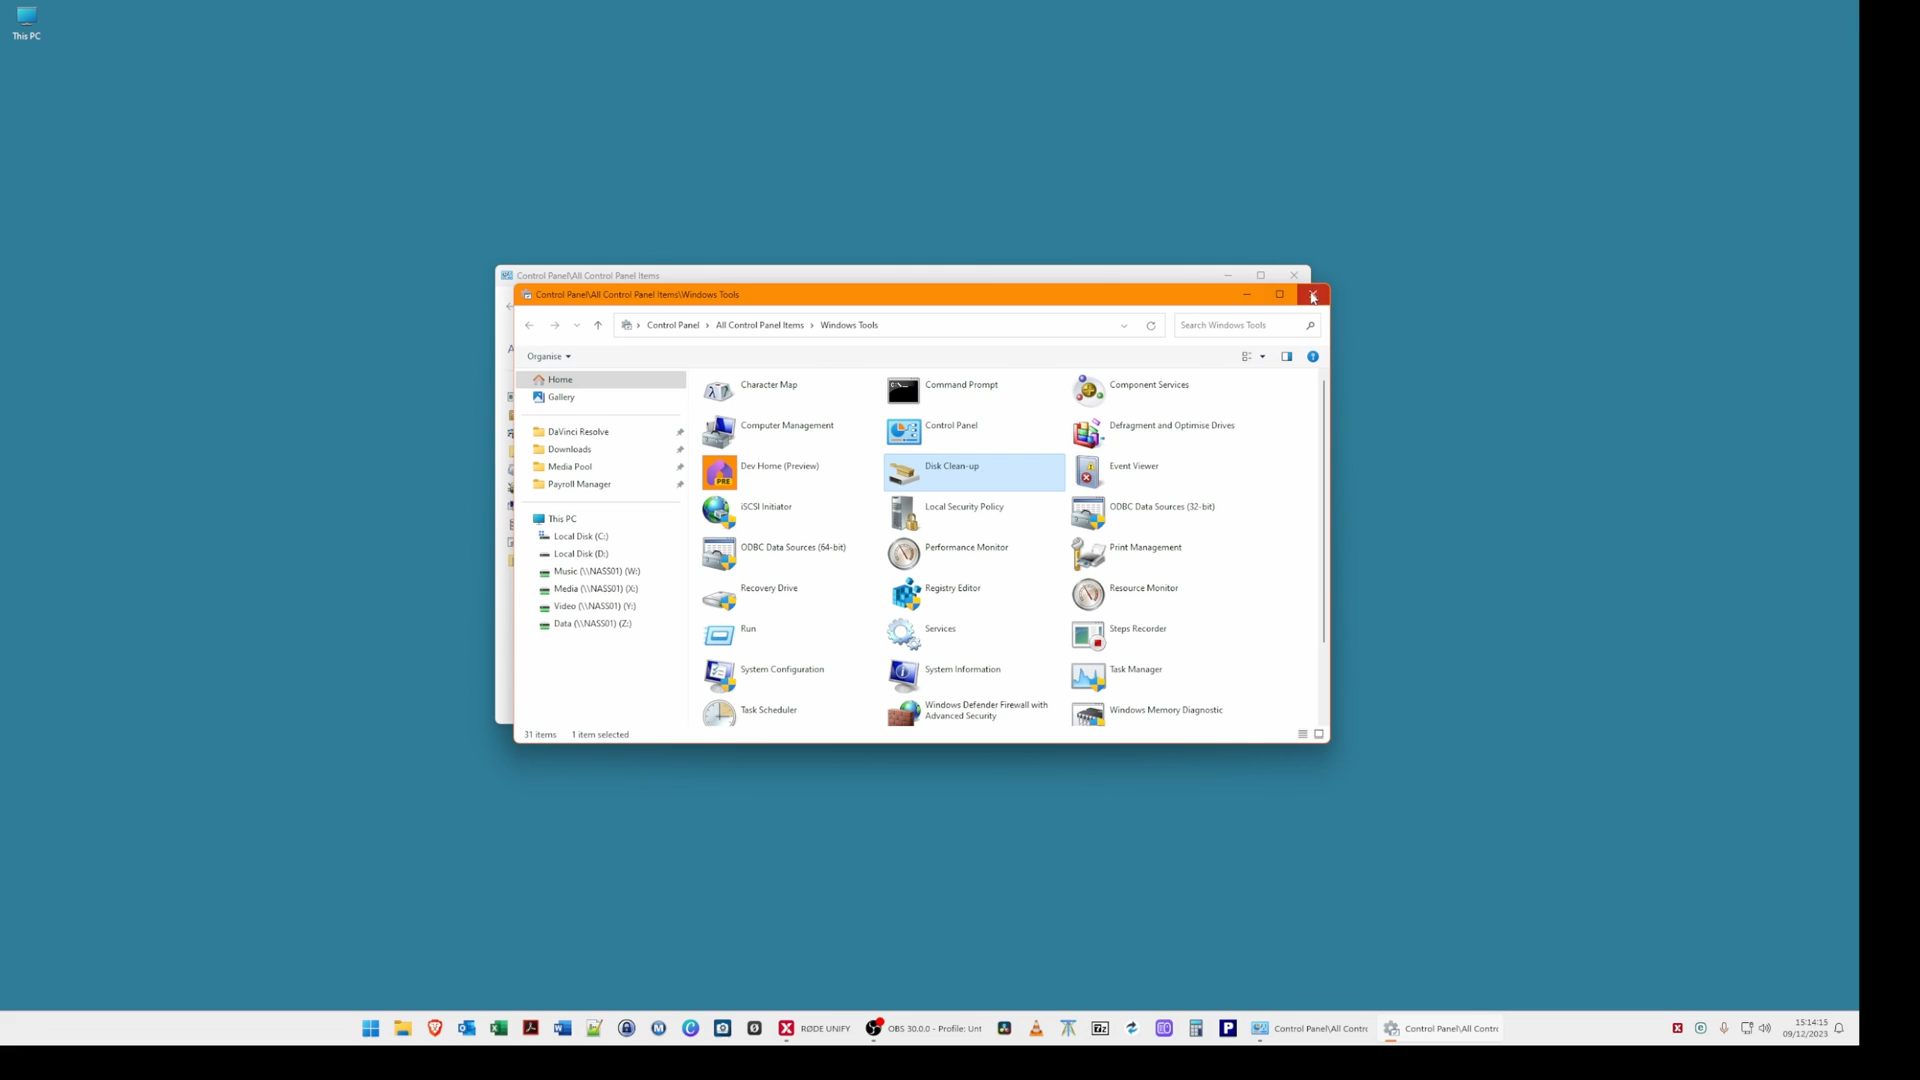 This PC
Control Panel\All Control Panel Items
Control Panel\All Control Panel Items\Windows Tools
Control Panel > All Control Panel Items > Windows Tools
Search Windows Tools
Organise
Home
Gallery
DaVinci Resolve
Downloads
Media Pool
Payroll Manager
This PC
Local Disk (C:)
Local Disk (D:)
Music (\\NASS01) (W:)
Media (\\NASS01) (X:)
Video (\\NASS01) (Y:)
Data (\\NASS01) (Z:)
Character Map
Command Prompt
Component Services
Computer Management
Control Panel
Defragment and Optimise Drives
Dev Home (Preview)
Disk Clean-up
Event Viewer
iSCSI Initiator
Local Security Policy
ODBC Data Sources (32-bit)
ODBC Data Sources (64-bit)
Performance Monitor
Print Management
Recovery Drive
Registry Editor
Resource Monitor
Run
Services
Steps Recorder
System Configuration
System Information
Task Manager
Task Scheduler
Windows Defender Firewall with
Advanced Security
Windows Memory Diagnostic
31 items
1 item selected
RØDE UNIFY
OBS 30.0.0 - Profile: Unt
Control Panel\All Contro
Control Panel\All Contro
15:14:15
09/12/2023